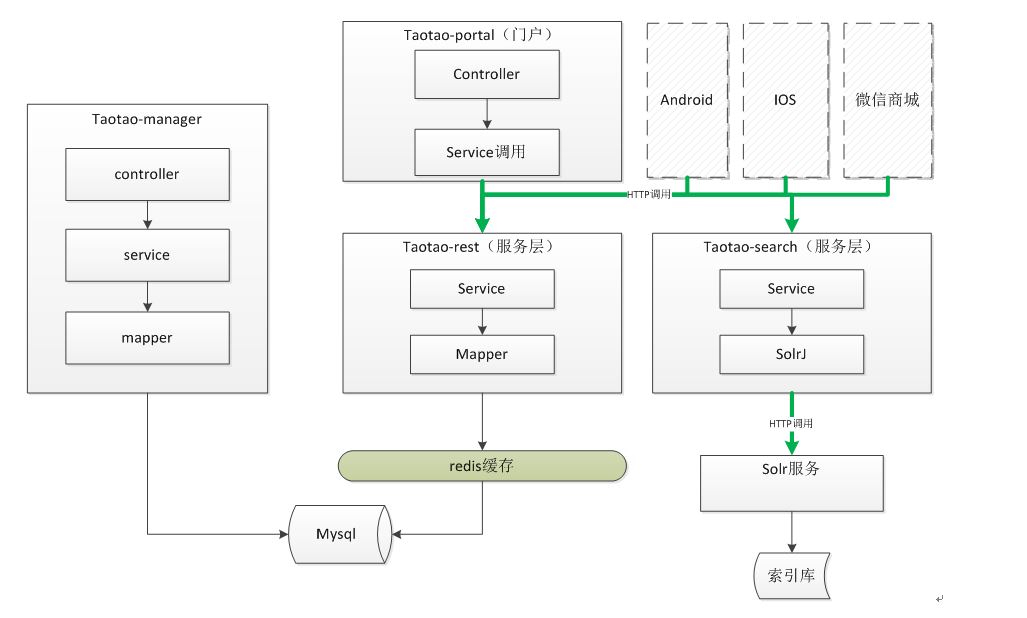 Taotao-portal（门户）
Controller
Service调用
Android
IOS
微信商城
Taotao-manager
controller
service
mapper
HTTP调用
Taotao-rest（服务层）
Service
Mapper
Taotao-search（服务层）
Service
SolrJ
HTTP调用
redis缓存
Solr服务
Mysql
索引库